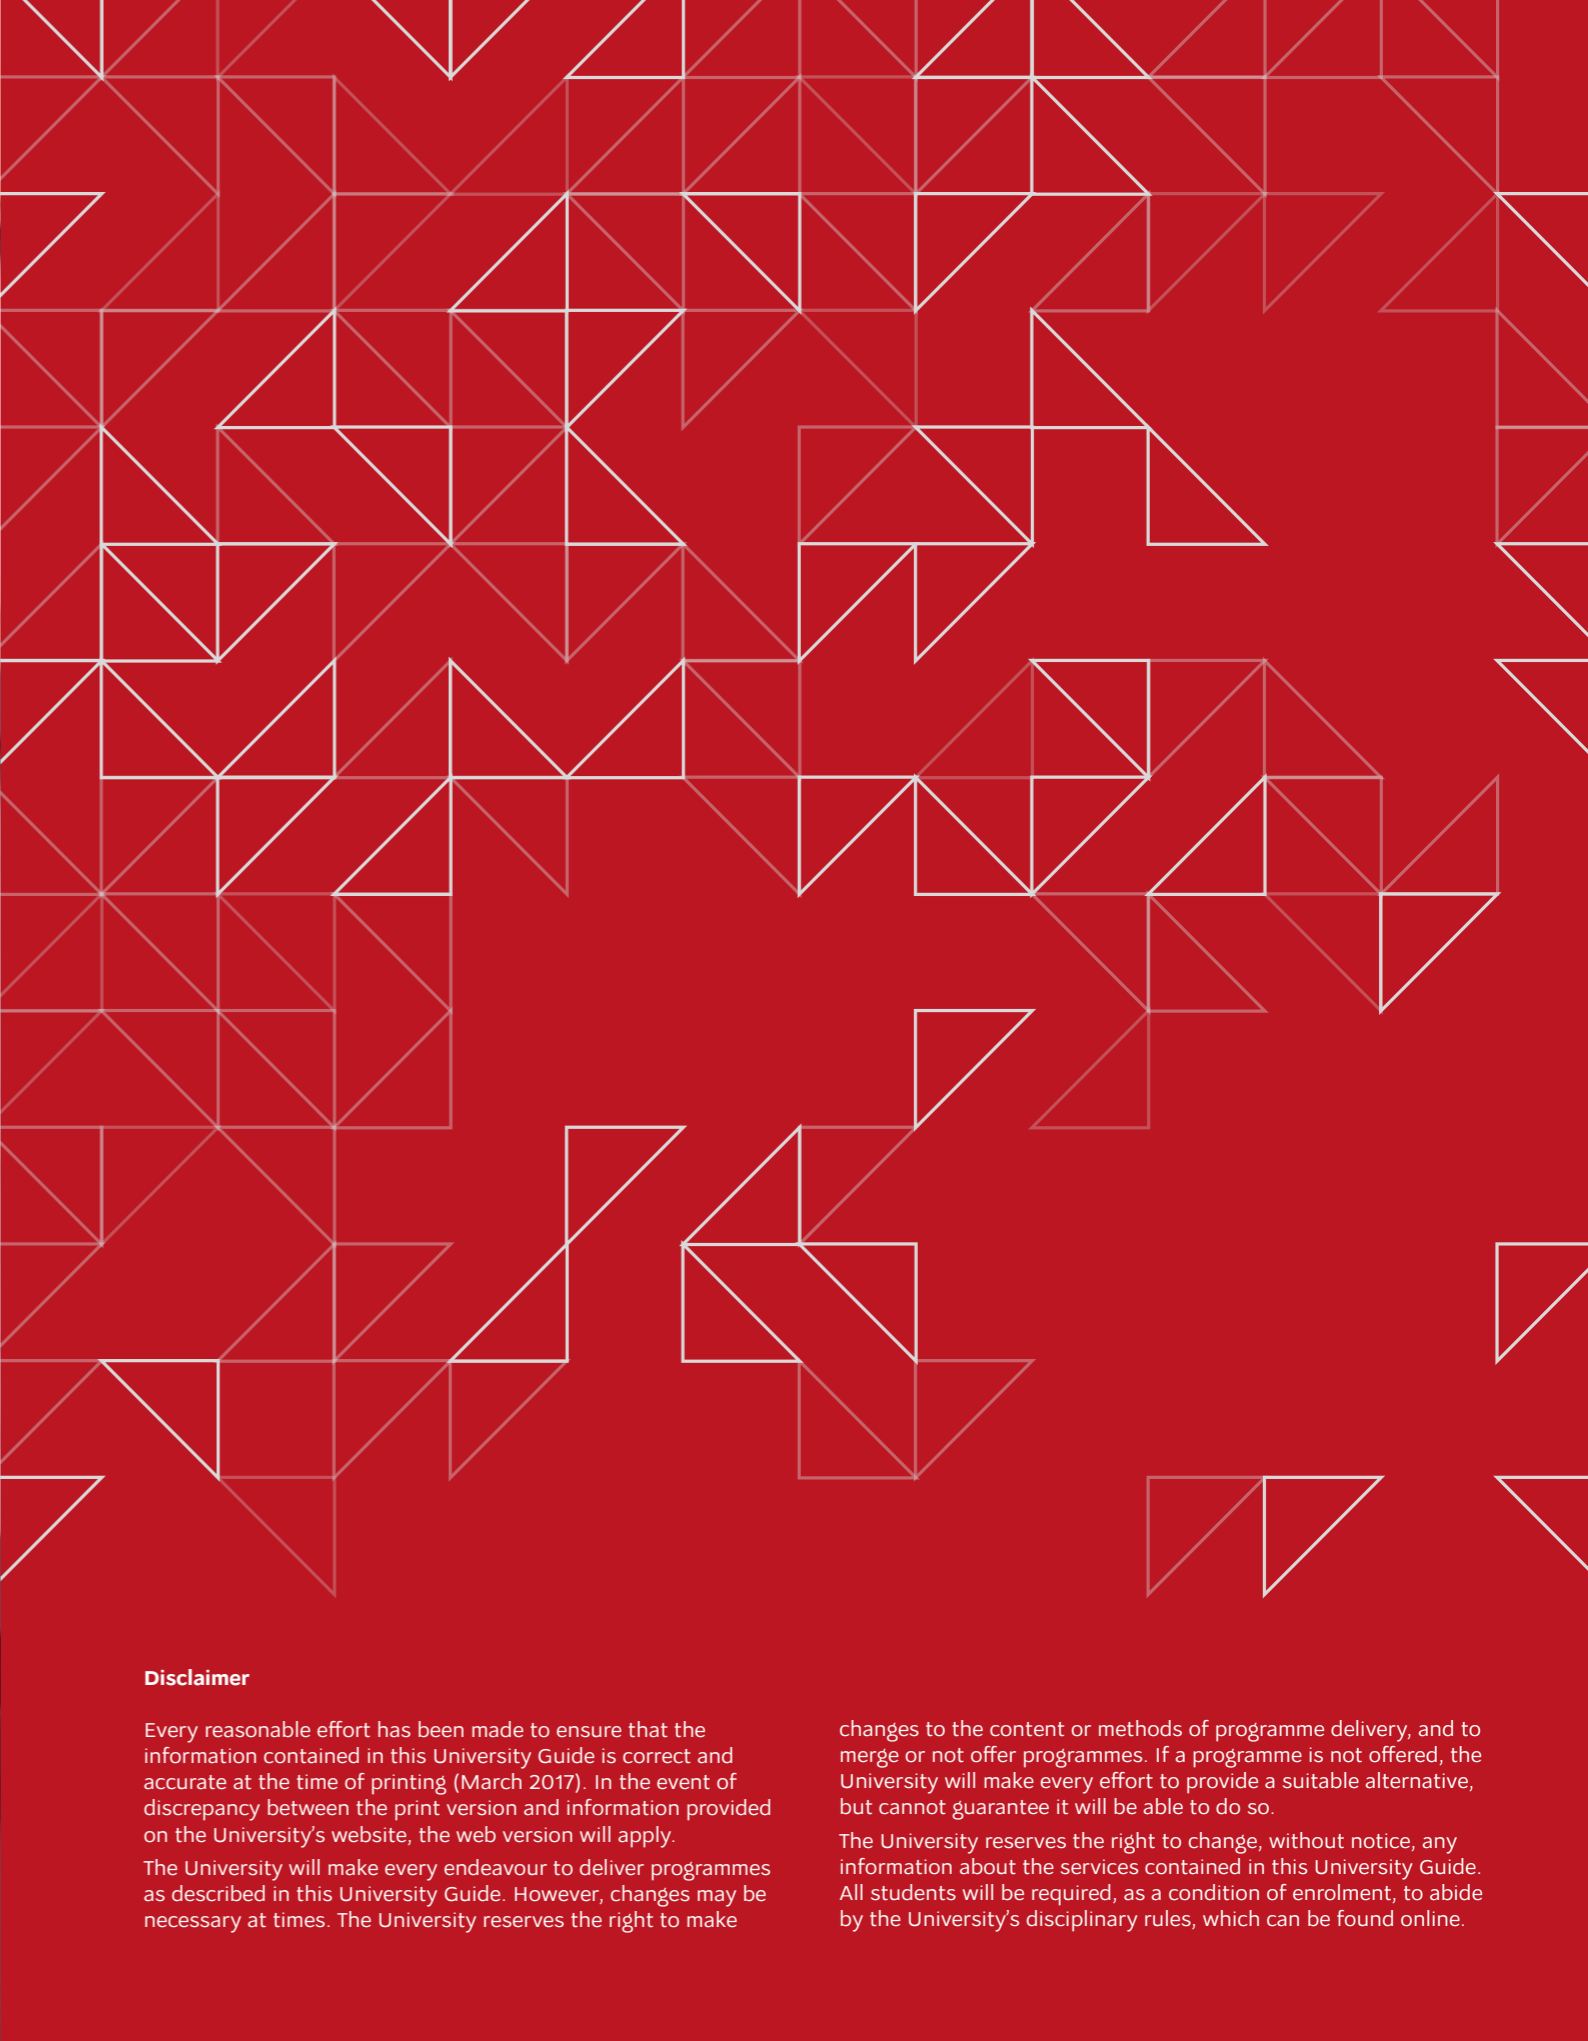 Disclaimer
Every reasonable effort has been made to ensure that the
information contained in this University Guide is correct and
accurate at the time of printing (March 2017). In the event of
discrepancy between the print version and information provided
on the University’s website, the web version will apply.
The University will make every endeavour to deliver programmes
as described in this University Guide. However, changes may be
necessary at times. The University reserves the right to make
changes to the content or methods of programme delivery, and to
merge or not offer programmes. If a programme is not offered, the
University will make every effort to provide a suitable alternative,
but cannot guarantee it will be able to do so.
The University reserves the right to change, without notice, any
information about the services contained in this University Guide.
All students will be required, as a condition of enrolment, to abide
by the University’s disciplinary rules, which can be found online.